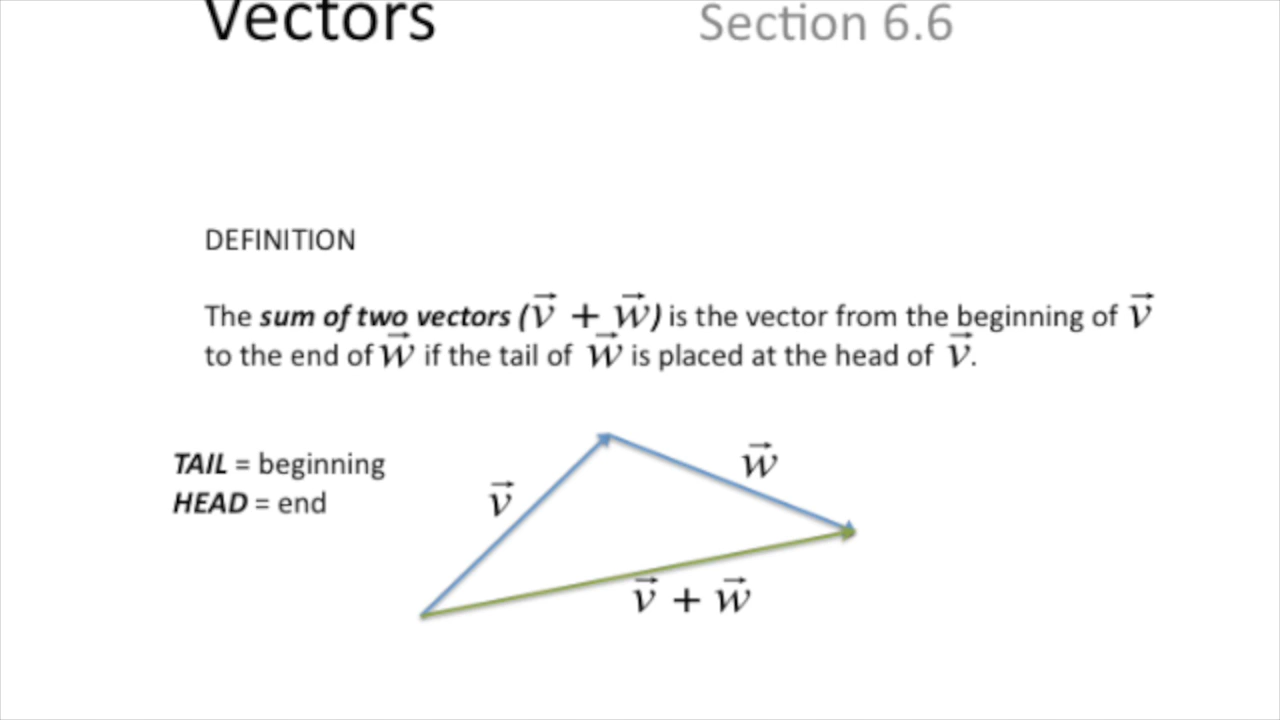 Vectors
Section 6.6
DEFINITION
The sum of two vectors (v⃗ + w⃗) is the vector from the beginning of v⃗
to the end of w⃗ if the tail of w⃗ is placed at the head of v⃗.
TAIL = beginning
HEAD = end
v⃗
w⃗
v⃗ + w⃗